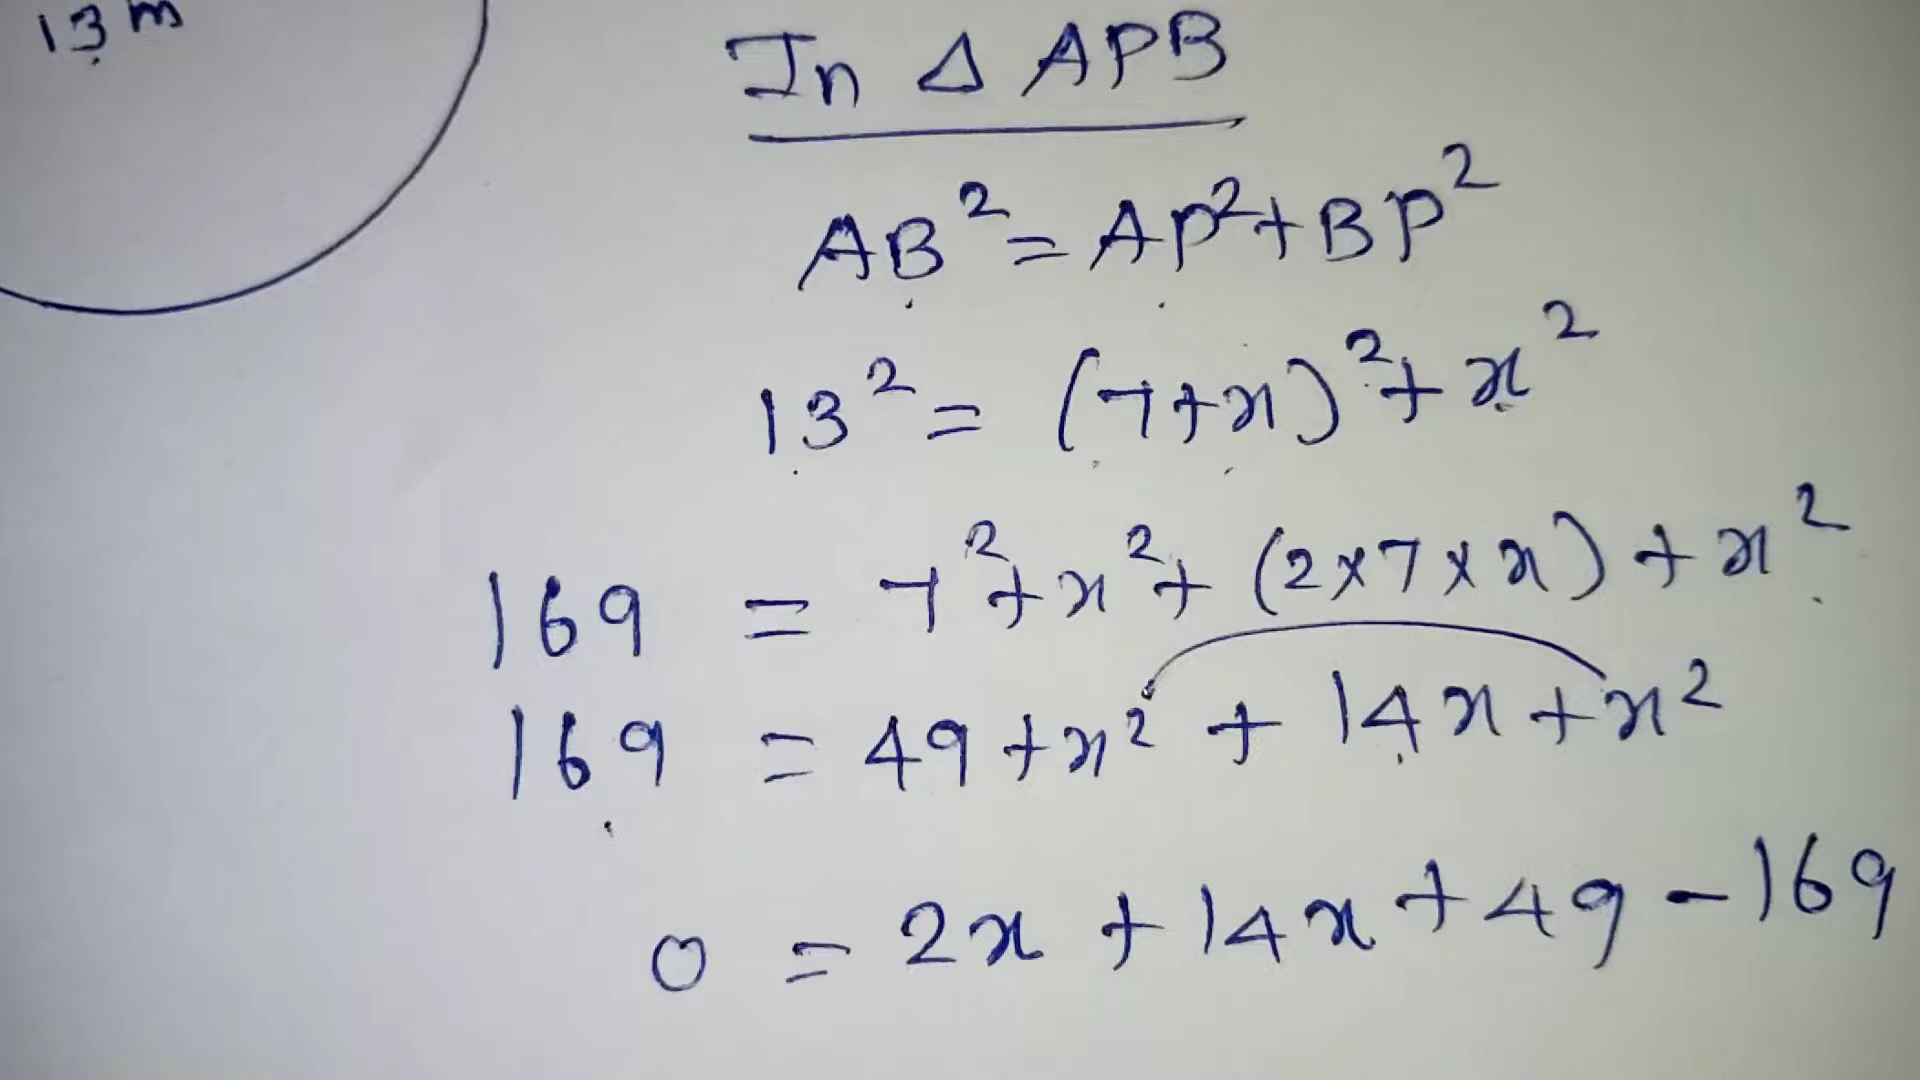 13 m
In △ APB
AB² = AP² + BP²
13² = (7+x)² + x²
169 = 7² + x² + (2×7×x) + x²
169 = 49 + x² + 14x + x²
0 = 2x + 14x + 49 - 169